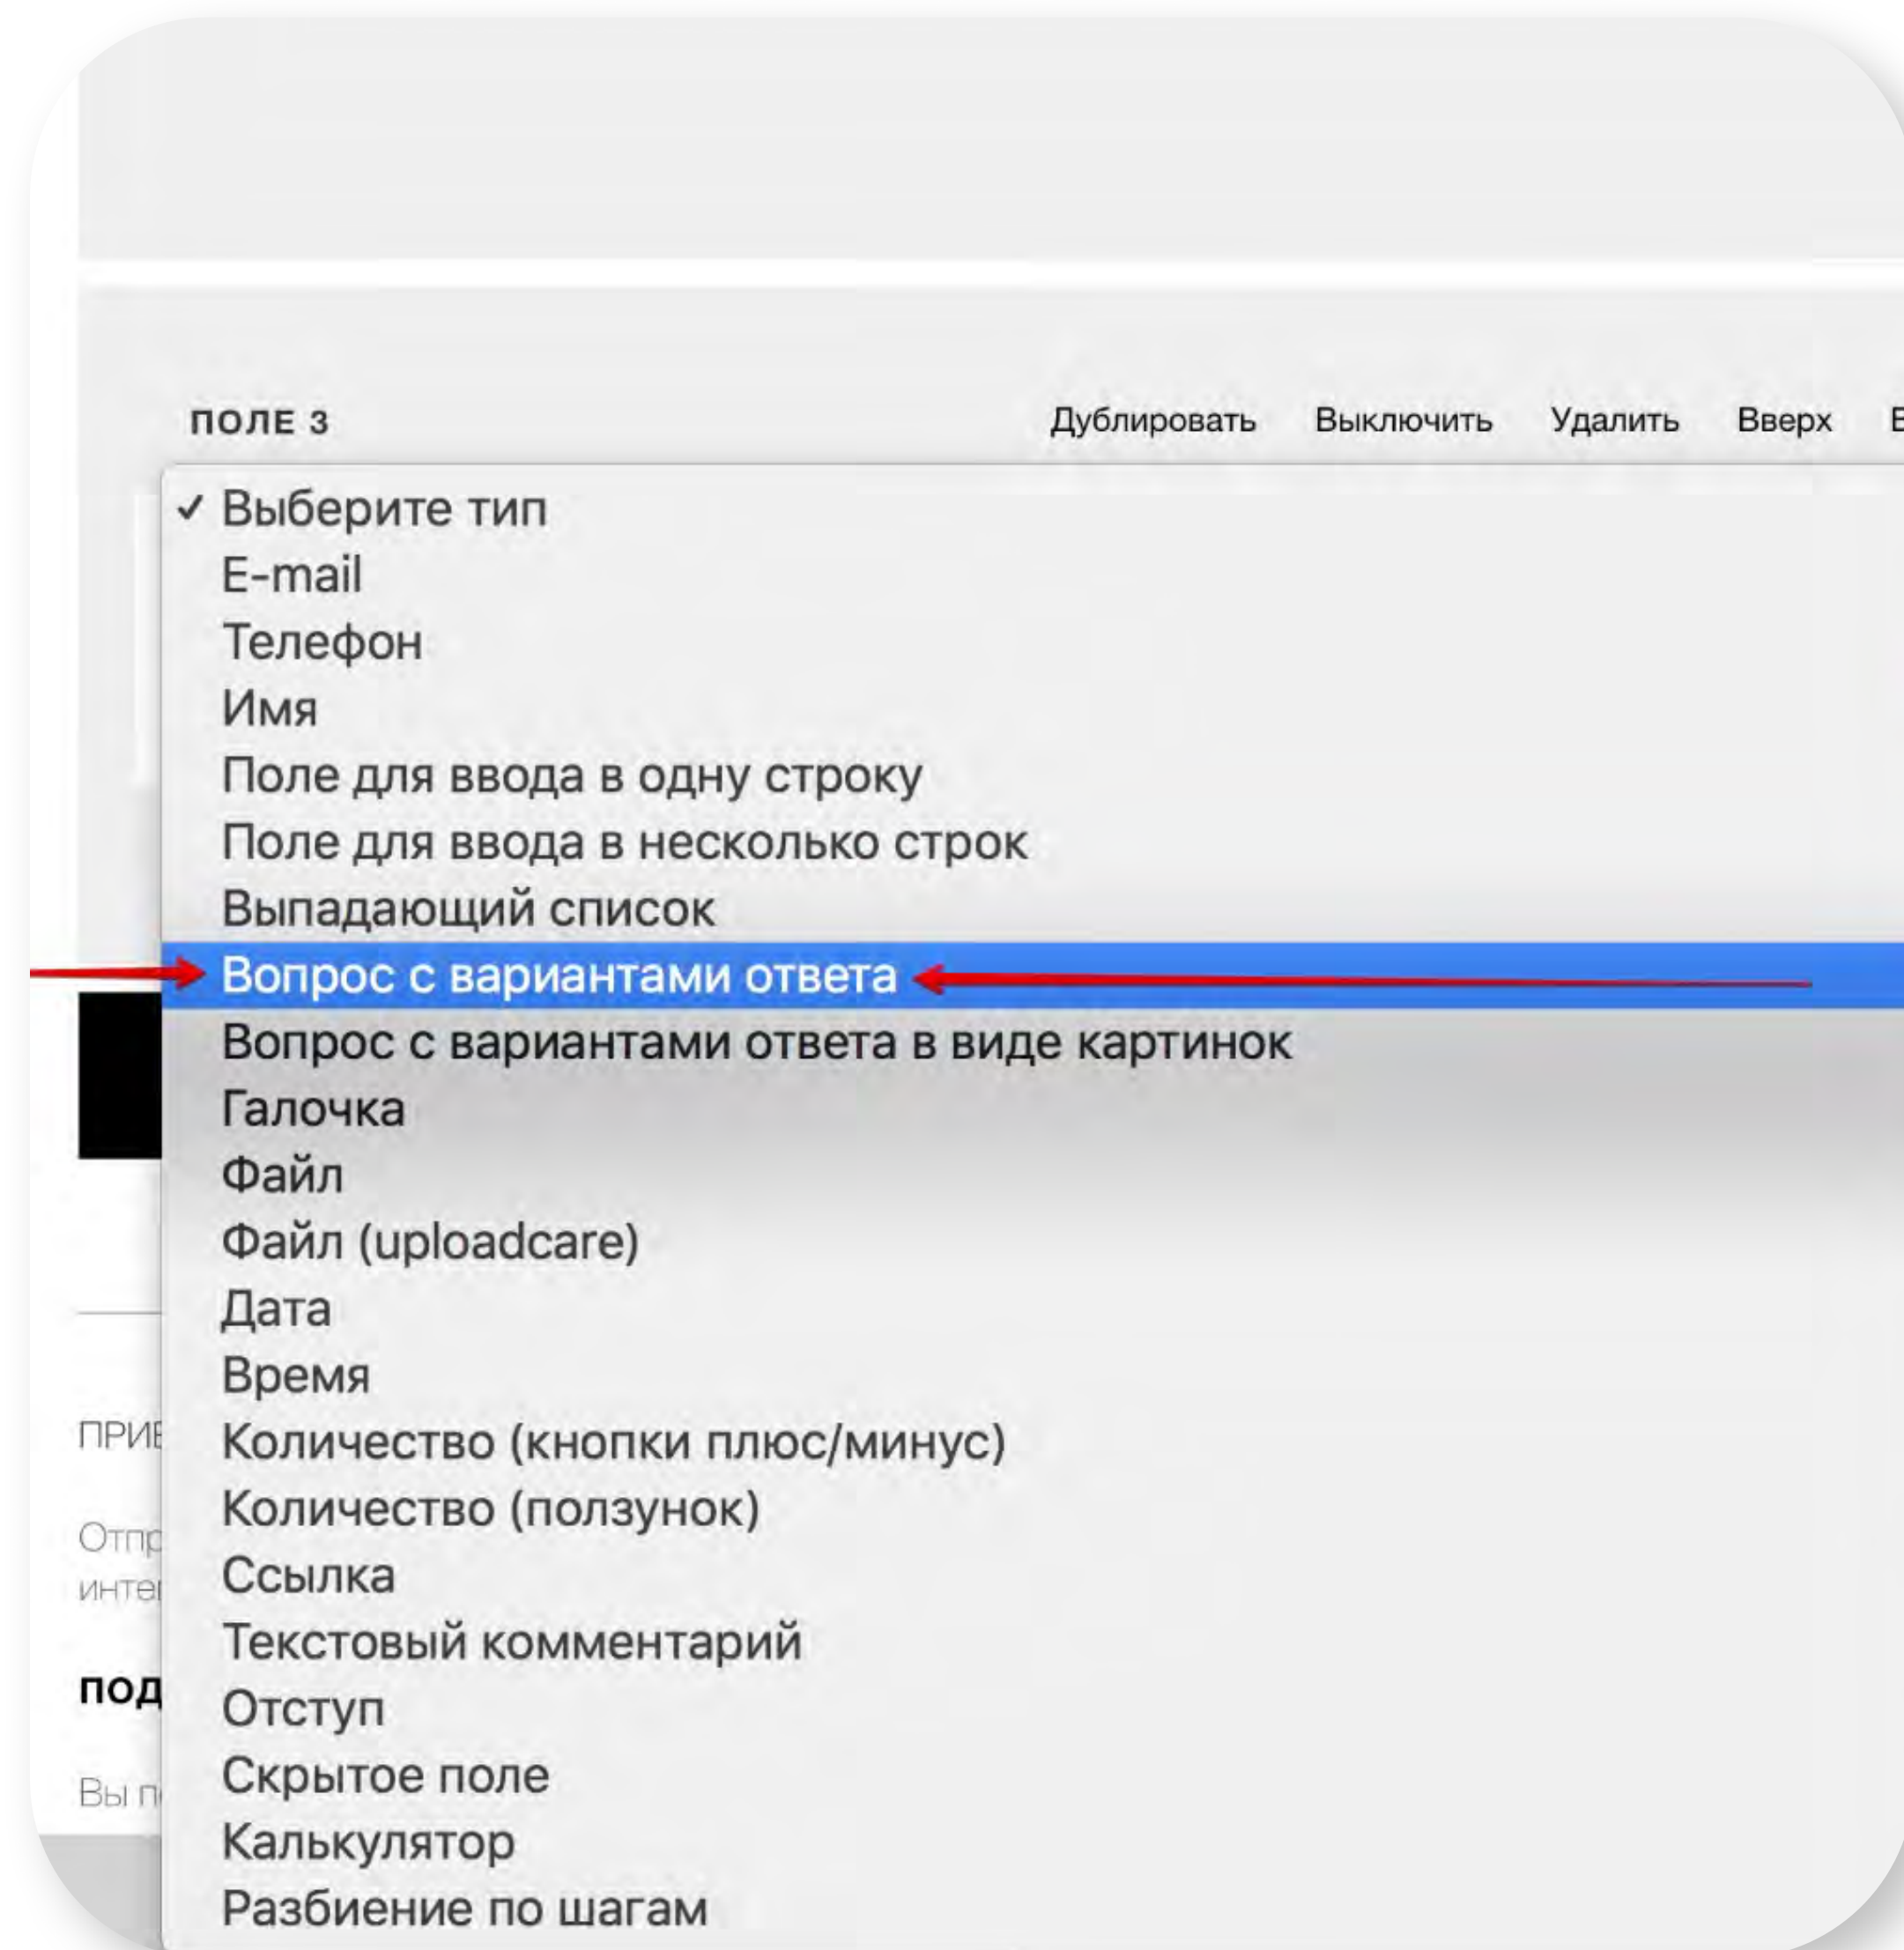 ПОЛЕ 3 Дублировать Выключить Удалить Вверх
✓ Выберите тип
E-mail
Телефон
Имя
Поле для ввода в одну строку
Поле для ввода в несколько строк
Выпадающий список
Вопрос с вариантами ответа
Вопрос с вариантами ответа в виде картинок
Галочка
Файл
Файл (uploadcare)
Дата
Время
Количество (кнопки плюс/минус)
Количество (ползунок)
Ссылка
Текстовый комментарий
Отступ
Скрытое поле
Калькулятор
Разбиение по шагам
Вы